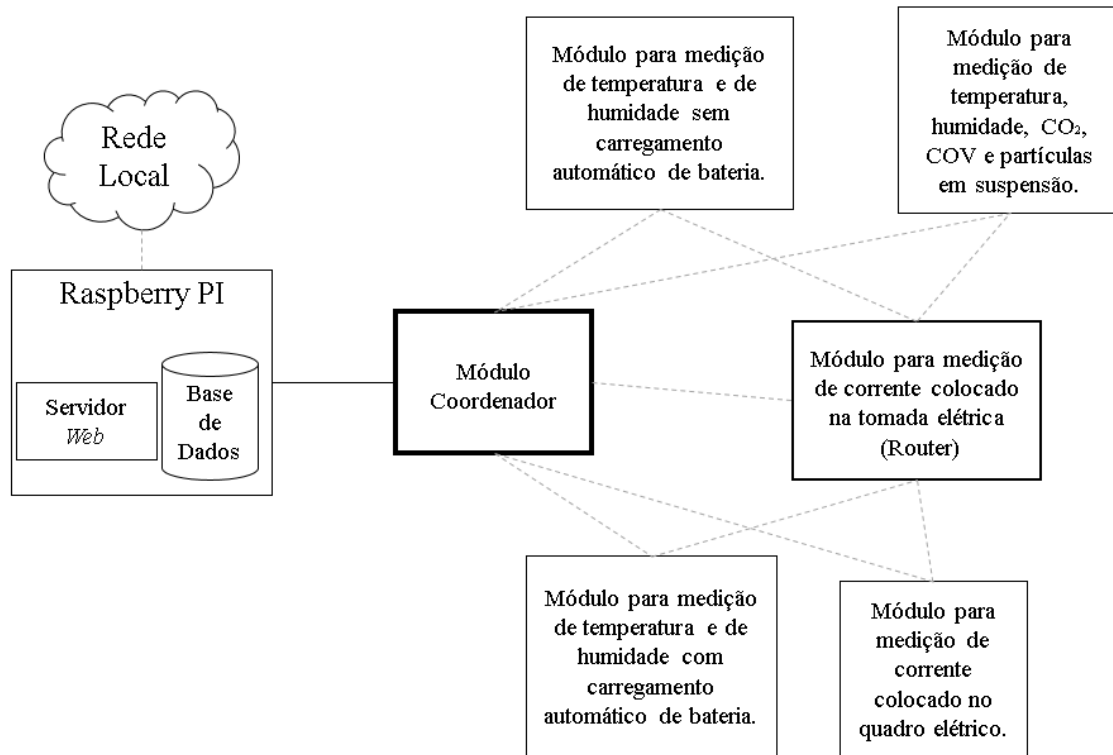 Módulo para medição
de temperatura e de
humidade sem
carregamento
automático de bateria.
Módulo para
medição de
temperatura,
humidade, CO₂,
COV e partículas
em suspensão.
Rede
Local
Raspberry PI
Servidor
Web
Base
de
Dados
Módulo
Coordenador
Módulo para medição
de corrente colocado
na tomada elétrica
(Router)
Módulo para medição
de temperatura e de
humidade com
carregamento
automático de bateria.
Módulo para
medição de
corrente
colocado no
quadro elétrico.